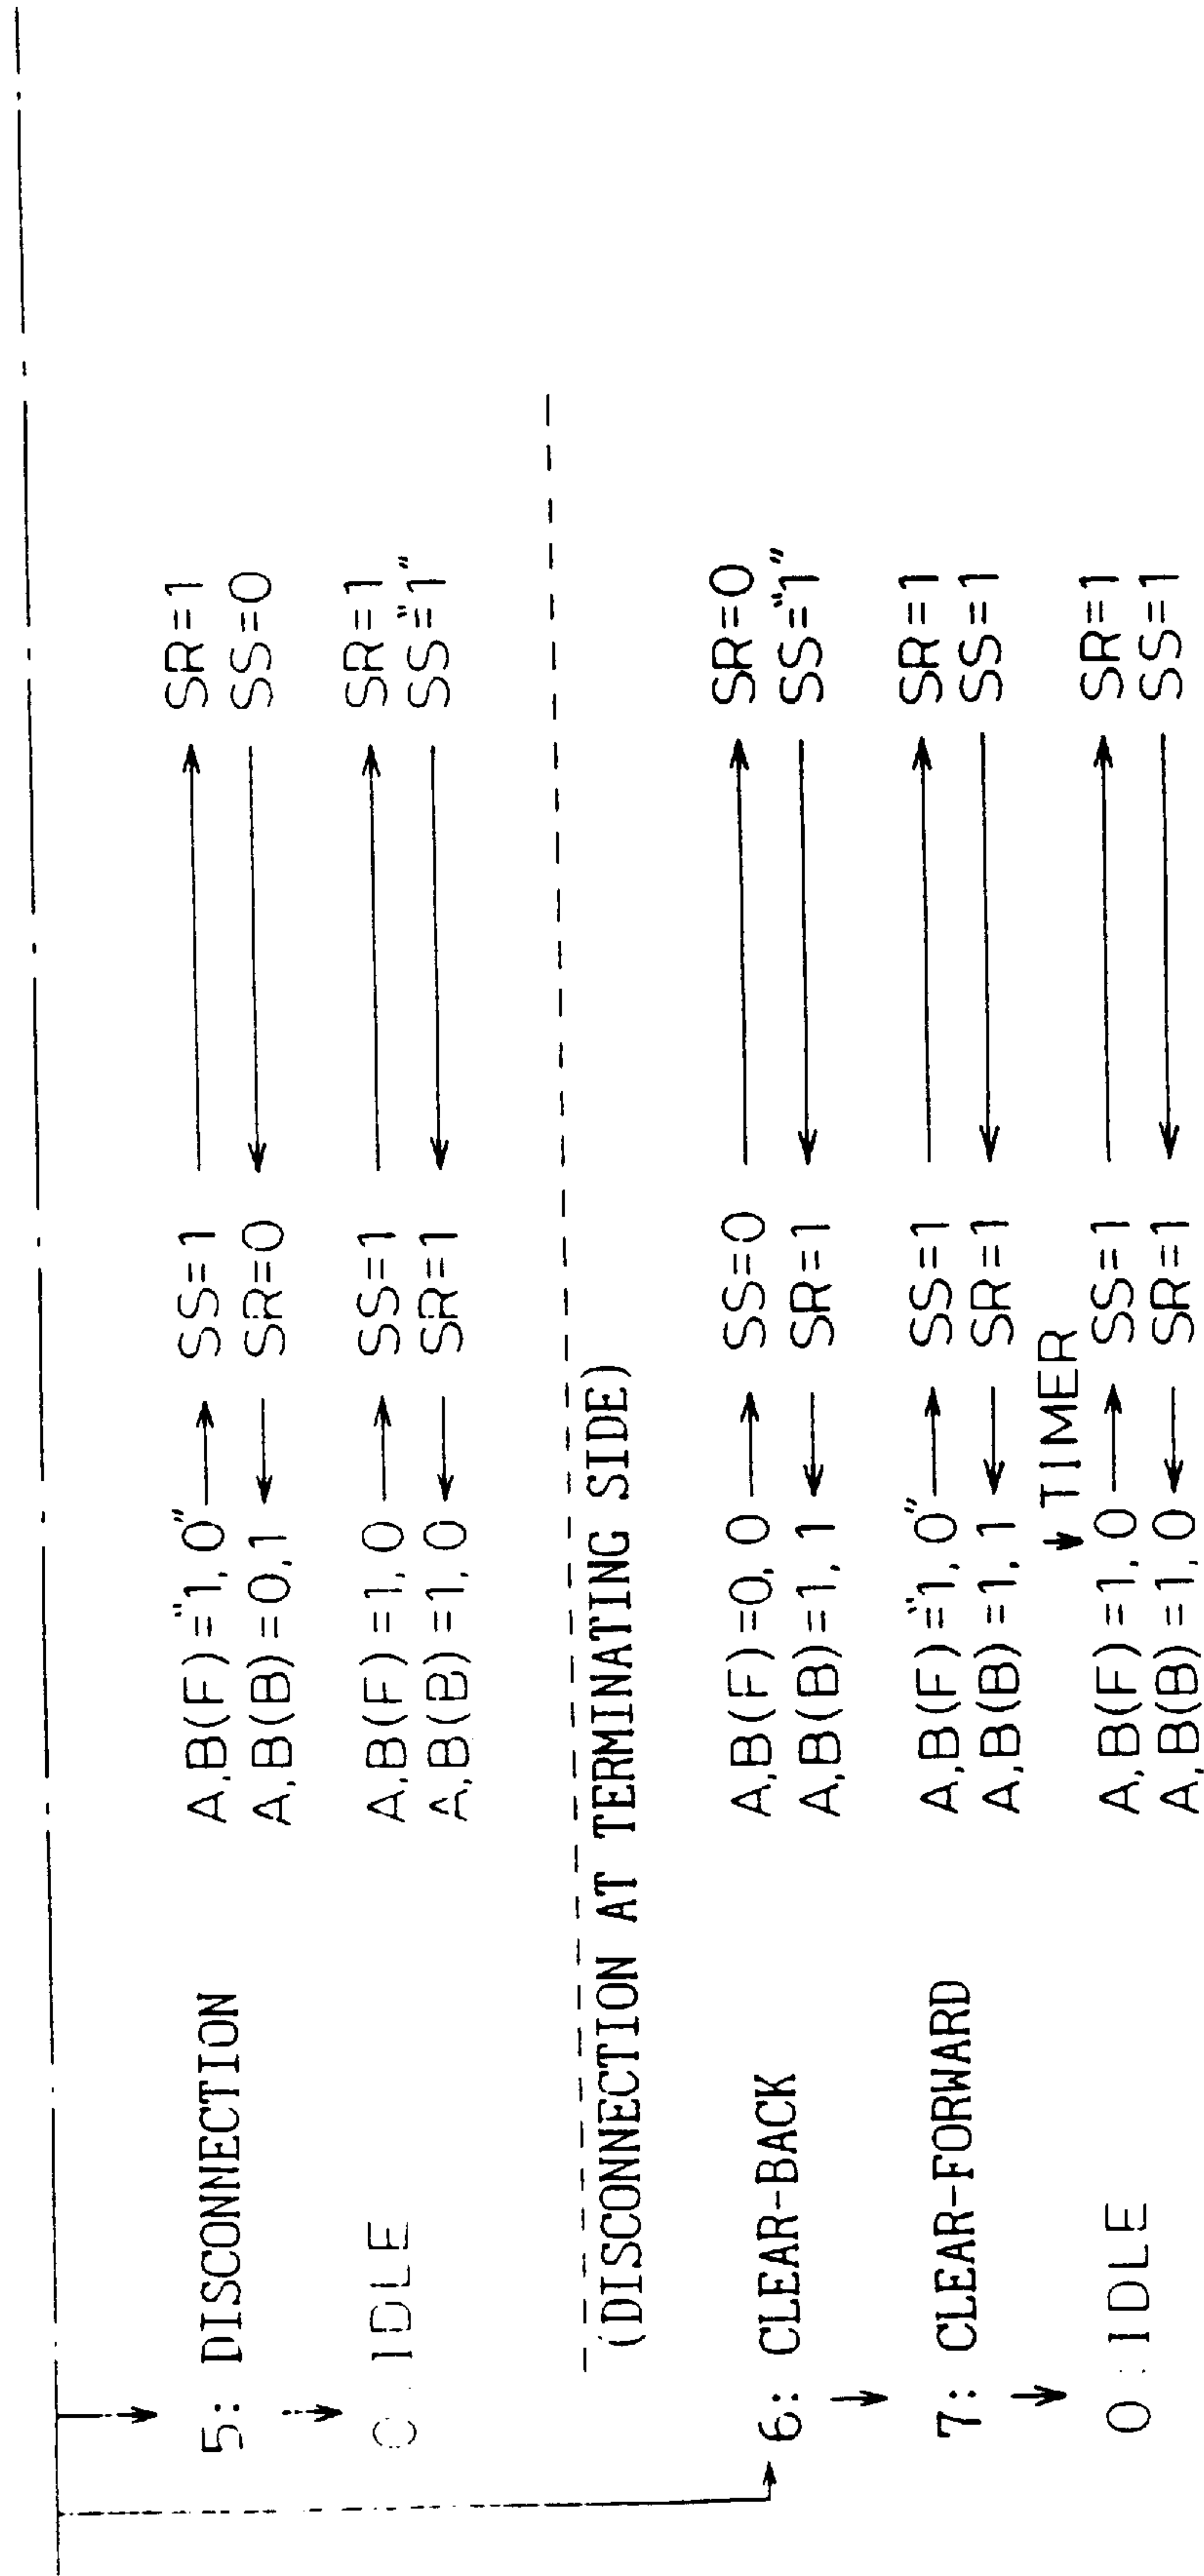 5: DISCONNECTION A,B(F)="1,0" SS=1 SR=1
A,B(B)=0,1 SR=0 SS=0
0: IDLE A,B(F)=1,0 SS=1 SR=1
A,B(B)=1,0 SR=1 SS="1"
(DISCONNECTION AT TERMINATING SIDE)
6: CLEAR-BACK A,B(F)=0,0 SS=0 SR=0
A,B(B)=1,1 SR=1 SS="1"
7: CLEAR-FORWARD A,B(F)="1,0" SS=1 SR=1
A,B(B)=1,1 SR=1 SS=1
TIMER
0: IDLE A,B(F)=1,0 SS=1 SR=1
A,B(B)=1,0 SR=1 SS=1